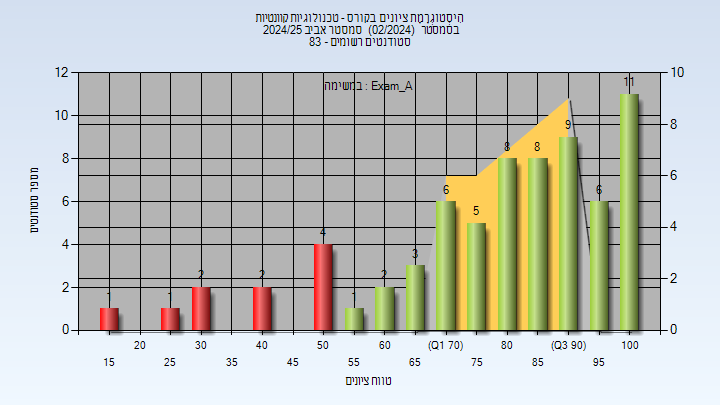 היסטוגרמת ציונים בקורס - טכנולוגיות קוונטיות
בסמסטר (02/2024) סמסטר אביב 2024/25
סטודנטים רשומים - 83
במשימה : Exam_A
12 10 8 6 4 2 0
10 8 6 4 2 0
מספר סטודנטים
1 1 2 2 4 1 2 3 6 5 8 8 9 6 11
20 30 40 50 60 (Q1 70) 80 (Q3 90) 100
15 25 35 45 55 65 75 85 95
טווח ציונים